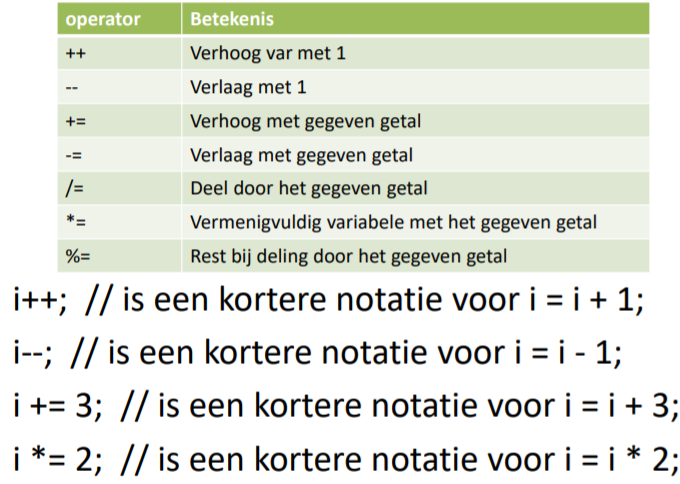 operator Betekenis
++ Verhoog var met 1
-- Verlaag met 1
+= Verhoog met gegeven getal
-= Verlaag met gegeven getal
/= Deel door het gegeven getal
*= Vermenigvuldig variabele met het gegeven getal
%= Rest bij deling door het gegeven getal
i++; // is een kortere notatie voor i = i + 1;
i--; // is een kortere notatie voor i = i - 1;
i += 3; // is een kortere notatie voor i = i + 3;
i *= 2; // is een kortere notatie voor i = i * 2;